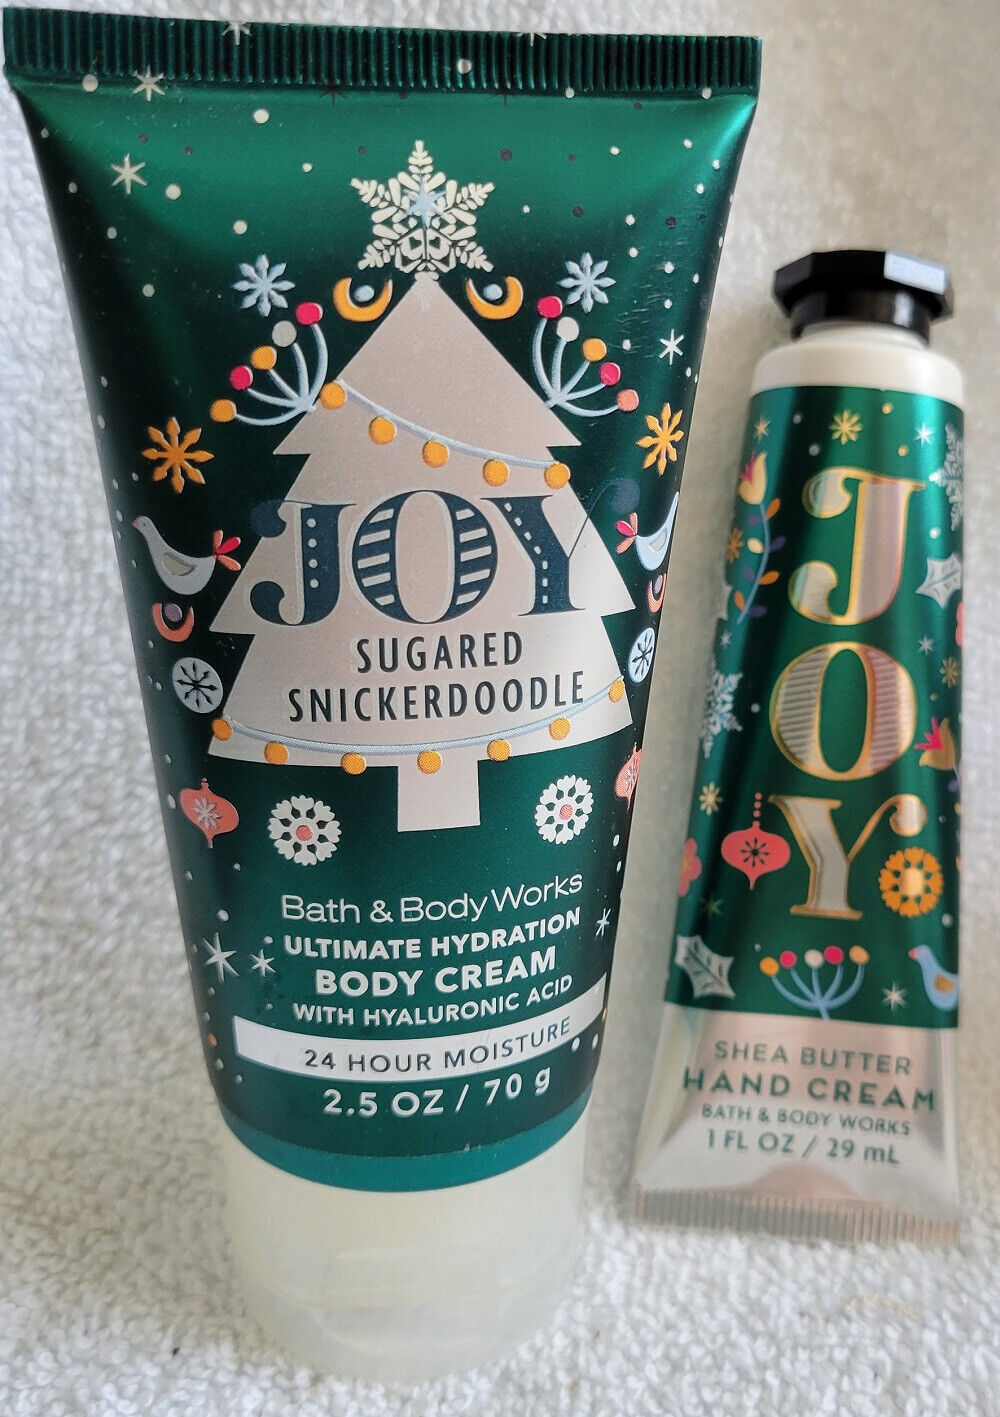 JOY
SUGARED
SNICKERDOODLE
Bath & Body Works
ULTIMATE HYDRATION
BODY CREAM
WITH HYALURONIC ACID
24 HOUR MOISTURE
2.5 OZ / 70 g
J
O
Y
SHEA BUTTER
HAND CREAM
BATH & BODY WORKS
1 FL OZ / 29 mL